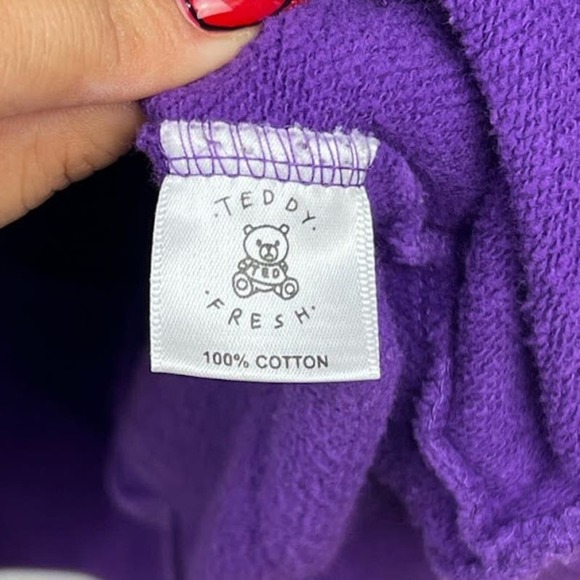 ·TEDDY·
TED
·FRESH·
100% COTTON